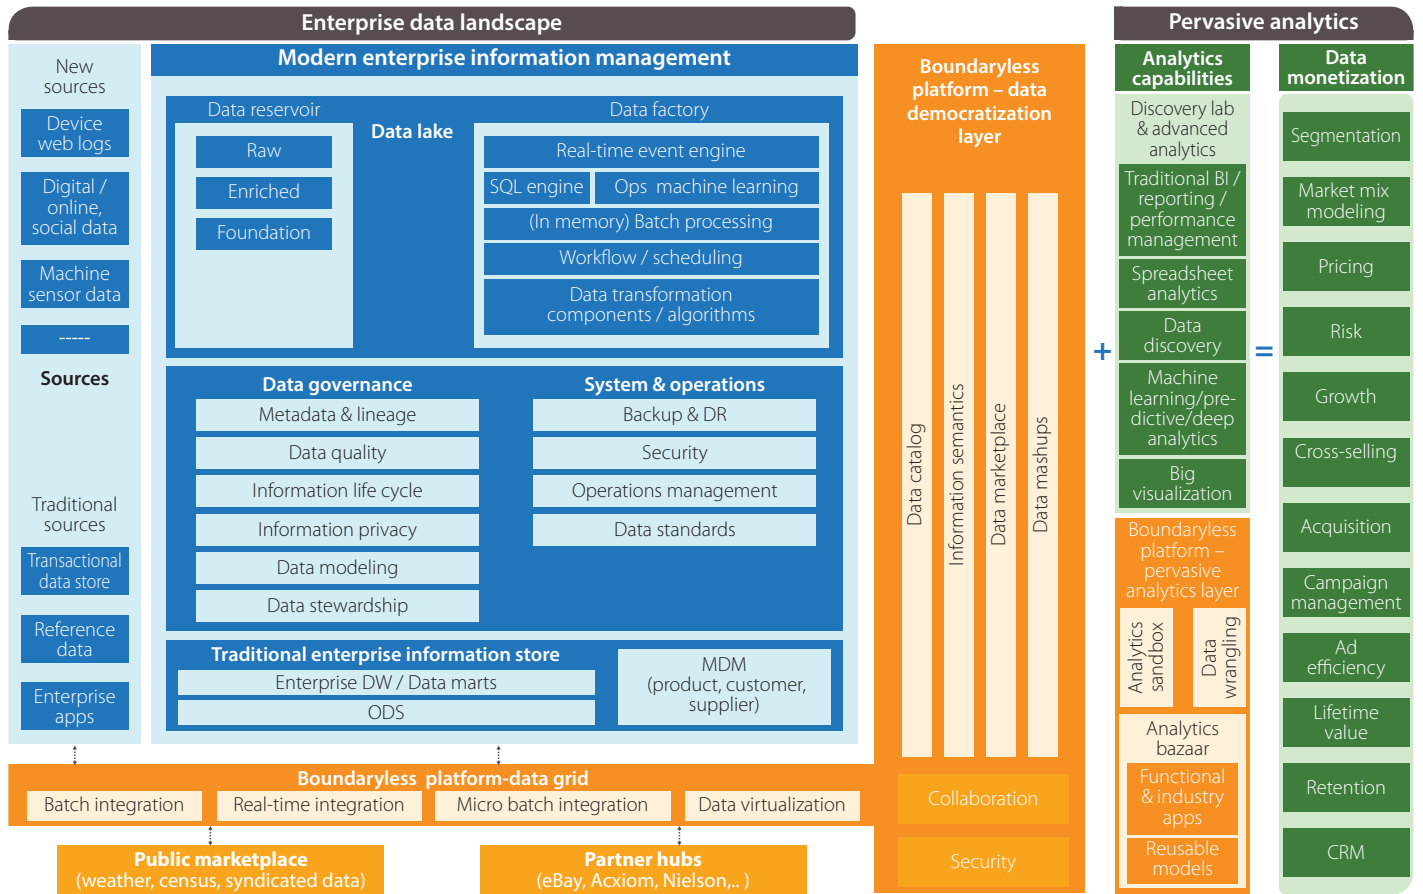 Enterprise data landscape
Pervasive analytics
New
sources
Device
web logs
Digital /
online,
social data
Machine
sensor data
-----
Sources
Traditional
sources
Transactional
data store
Reference
data
Enterprise
apps
Modern enterprise information management
Data reservoir
Data lake
Data factory
Raw
Enriched
Foundation
Real-time event engine
SQL engine
Ops machine learning
(In memory) Batch processing
Workflow / scheduling
Data transformation
components / algorithms
Data governance
Metadata & lineage
Data quality
Information life cycle
Information privacy
Data modeling
Data stewardship
System & operations
Backup & DR
Security
Operations management
Data standards
Traditional enterprise information store
Enterprise DW / Data marts
ODS
MDM
(product, customer,
supplier)
Boundaryless platform-data grid
Batch integration
Real-time integration
Micro batch integration
Data virtualization
Public marketplace
(weather, census, syndicated data)
Partner hubs
(eBay, Acxiom, Nielson,.. )
Boundaryless
platform – data
democratization
layer
Data catalog
Information semantics
Data marketplace
Data mashups
Collaboration
Security
+
Analytics
capabilities
Discovery lab
& advanced
analytics
Traditional BI /
reporting /
performance
management
Spreadsheet
analytics
Data
discovery
Machine
learning/pre-
dictive/deep
analytics
Big
visualization
Boundaryless
platform –
pervasive
analytics layer
Analytics
sandbox
Data
wrangling
Analytics
bazaar
Functional
& industry
apps
Reusable
models
=
Data
monetization
Segmentation
Market mix
modeling
Pricing
Risk
Growth
Cross-selling
Acquisition
Campaign
management
Ad
efficiency
Lifetime
value
Retention
CRM